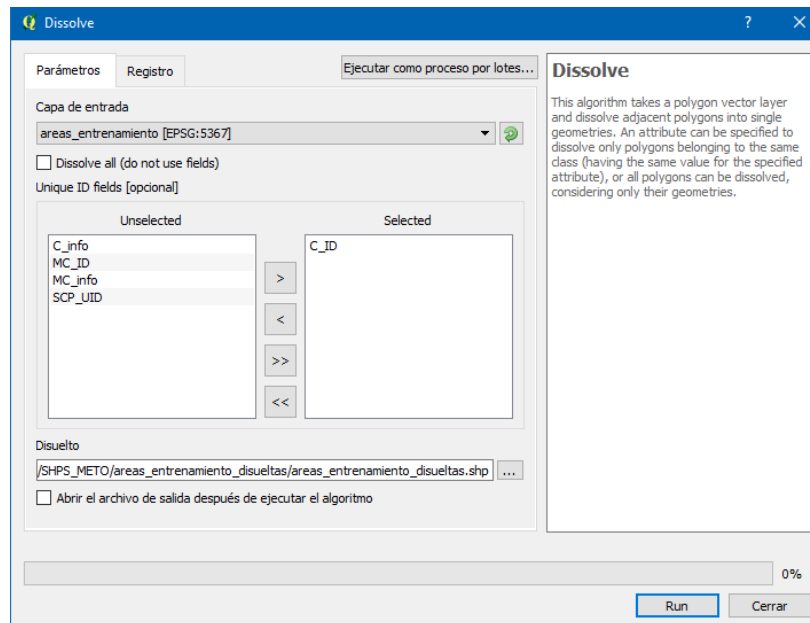 Dissolve
?
Parámetros
Registro
Ejecutar como proceso por lotes...
Capa de entrada
areas_entrenamiento [EPSG:5367]
Dissolve all (do not use fields)
Unique ID fields [opcional]
Unselected
Selected
C_info
MC_ID
MC_info
SCP_UID
C_ID
>
<
>>
<<
Disuelto
/SHPS_METO/areas_entrenamiento_disueltas/areas_entrenamiento_disueltas.shp
...
Abrir el archivo de salida después de ejecutar el algoritmo
Dissolve
This algorithm takes a polygon vector layer
and dissolve adjacent polygons into single
geometries. An attribute can be specified to
dissolve only polygons belonging to the same
class (having the same value for the specified
attribute), or all polygons can be dissolved,
considering only their geometries.
0%
Run
Cerrar